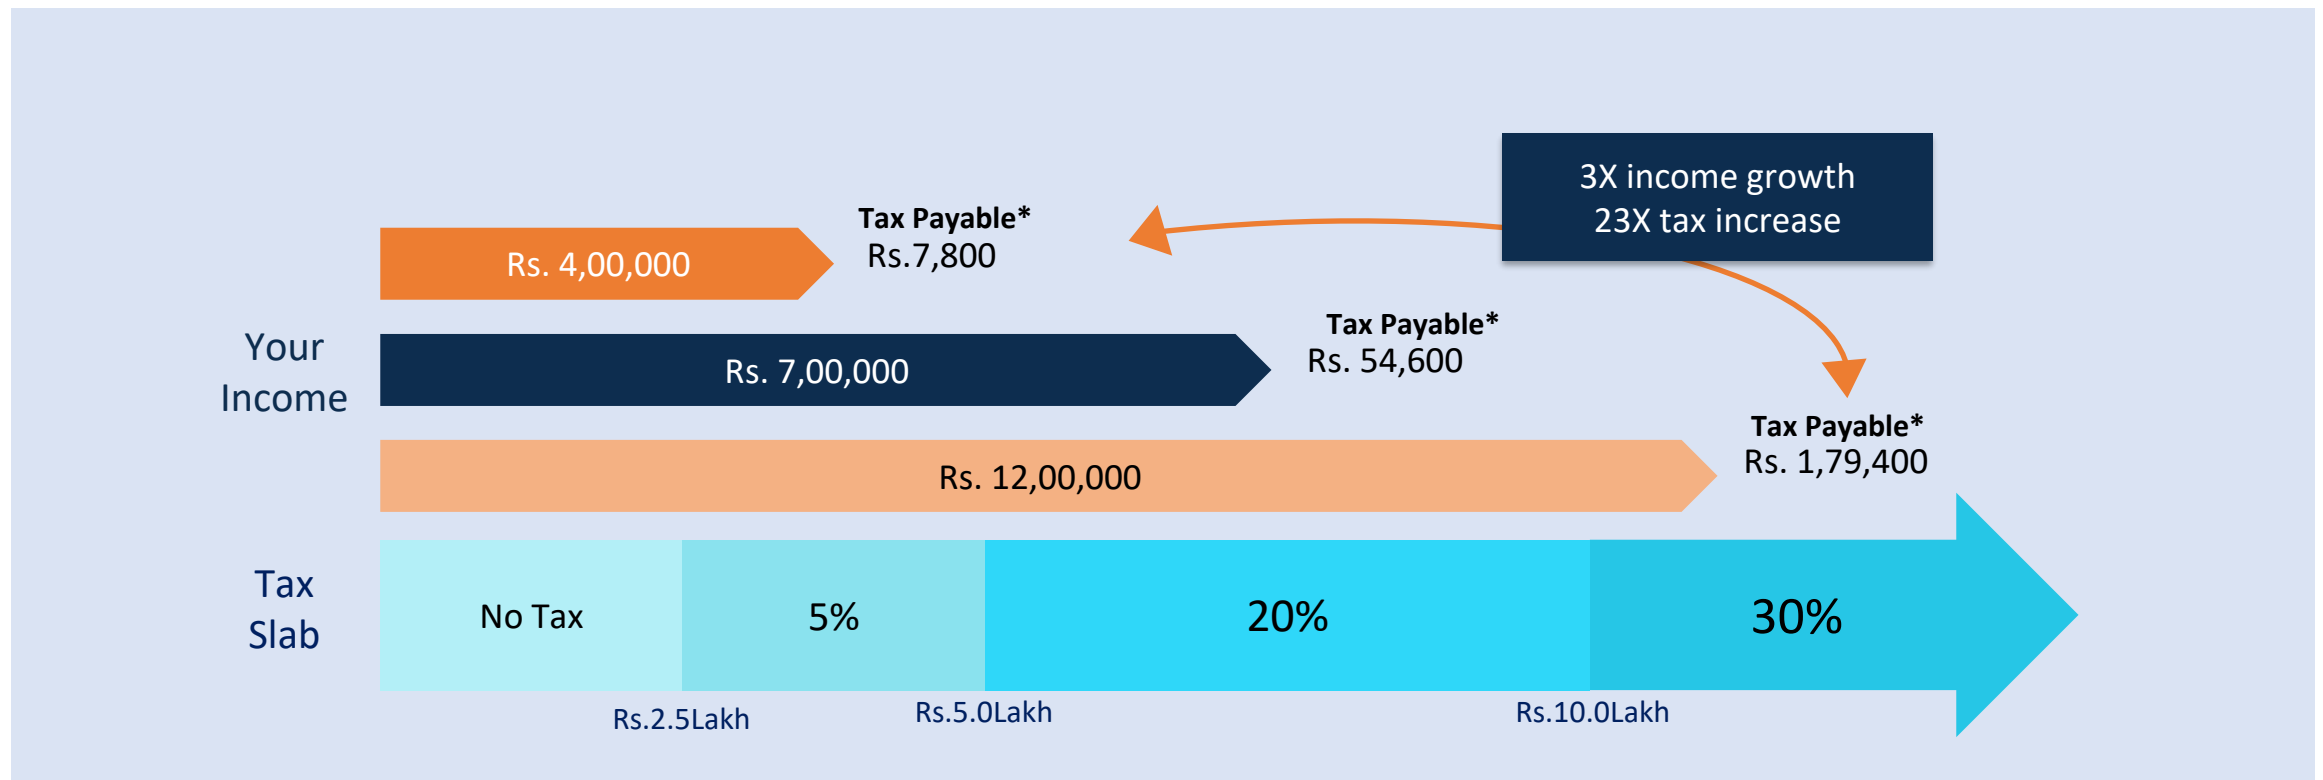 3X income growth
23X tax increase
Tax Payable*
Rs.7,800
Rs. 4,00,000
Your
Income
Tax Payable*
Rs. 54,600
Rs. 7,00,000
Tax Payable*
Rs. 1,79,400
Rs. 12,00,000
Tax
Slab
No Tax
5%
20%
30%
Rs.2.5Lakh
Rs.5.0Lakh
Rs.10.0Lakh